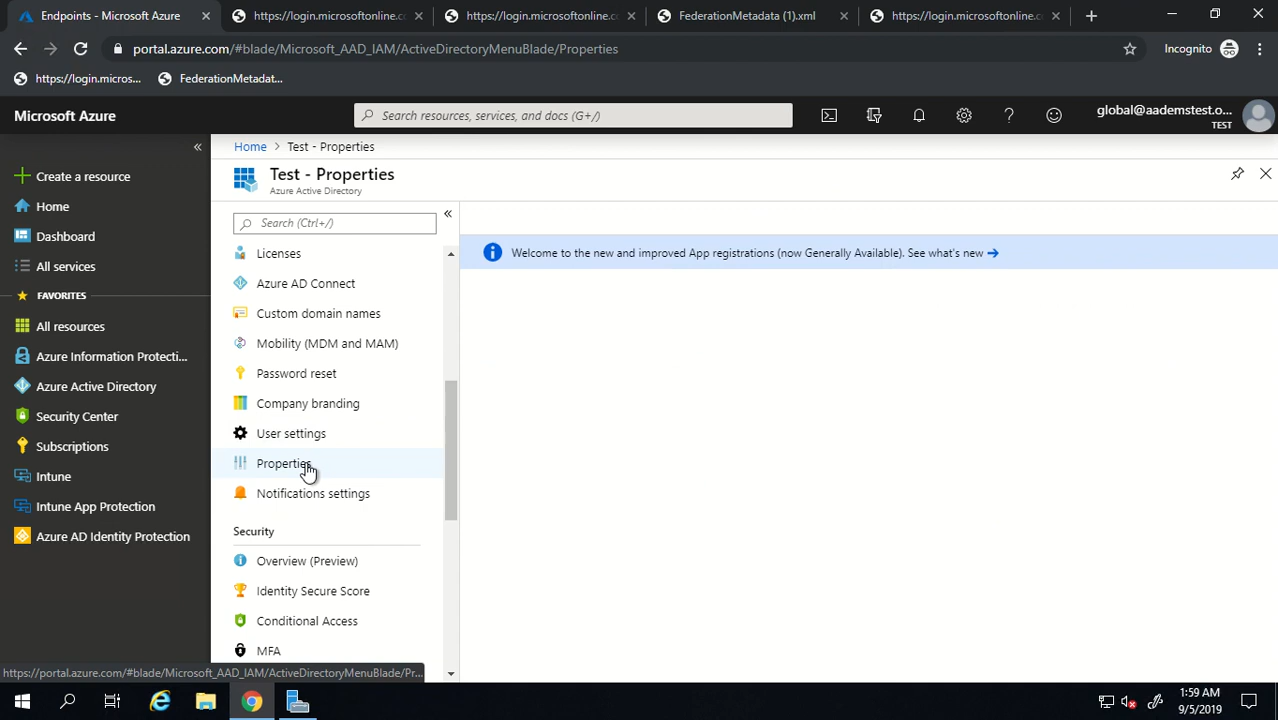 Endpoints - Microsoft Azure
https://login.microsoftonline.c
https://login.microsoftonline.c
FederationMetadata (1).xml
https://login.microsoftonline.c
portal.azure.com/#blade/Microsoft_AAD_IAM/ActiveDirectoryMenuBlade/Properties
Incognito
https://login.micros...
FederationMetadat...
Microsoft Azure
Search resources, services, and docs (G+/)
global@aademstest.o...
TEST
Home > Test - Properties
Test - Properties
Azure Active Directory
Create a resource
Home
Dashboard
All services
FAVORITES
All resources
Azure Information Protecti...
Azure Active Directory
Security Center
Subscriptions
Intune
Intune App Protection
Azure AD Identity Protection
Search (Ctrl+/)
Licenses
Azure AD Connect
Custom domain names
Mobility (MDM and MAM)
Password reset
Company branding
User settings
Properties
Notifications settings
Security
Overview (Preview)
Identity Secure Score
Conditional Access
MFA
Welcome to the new and improved App registrations (now Generally Available). See what's new
https://portal.azure.com/#blade/Microsoft_AAD_IAM/ActiveDirectoryMenuBlade/Pr...
1:59 AM
9/5/2019